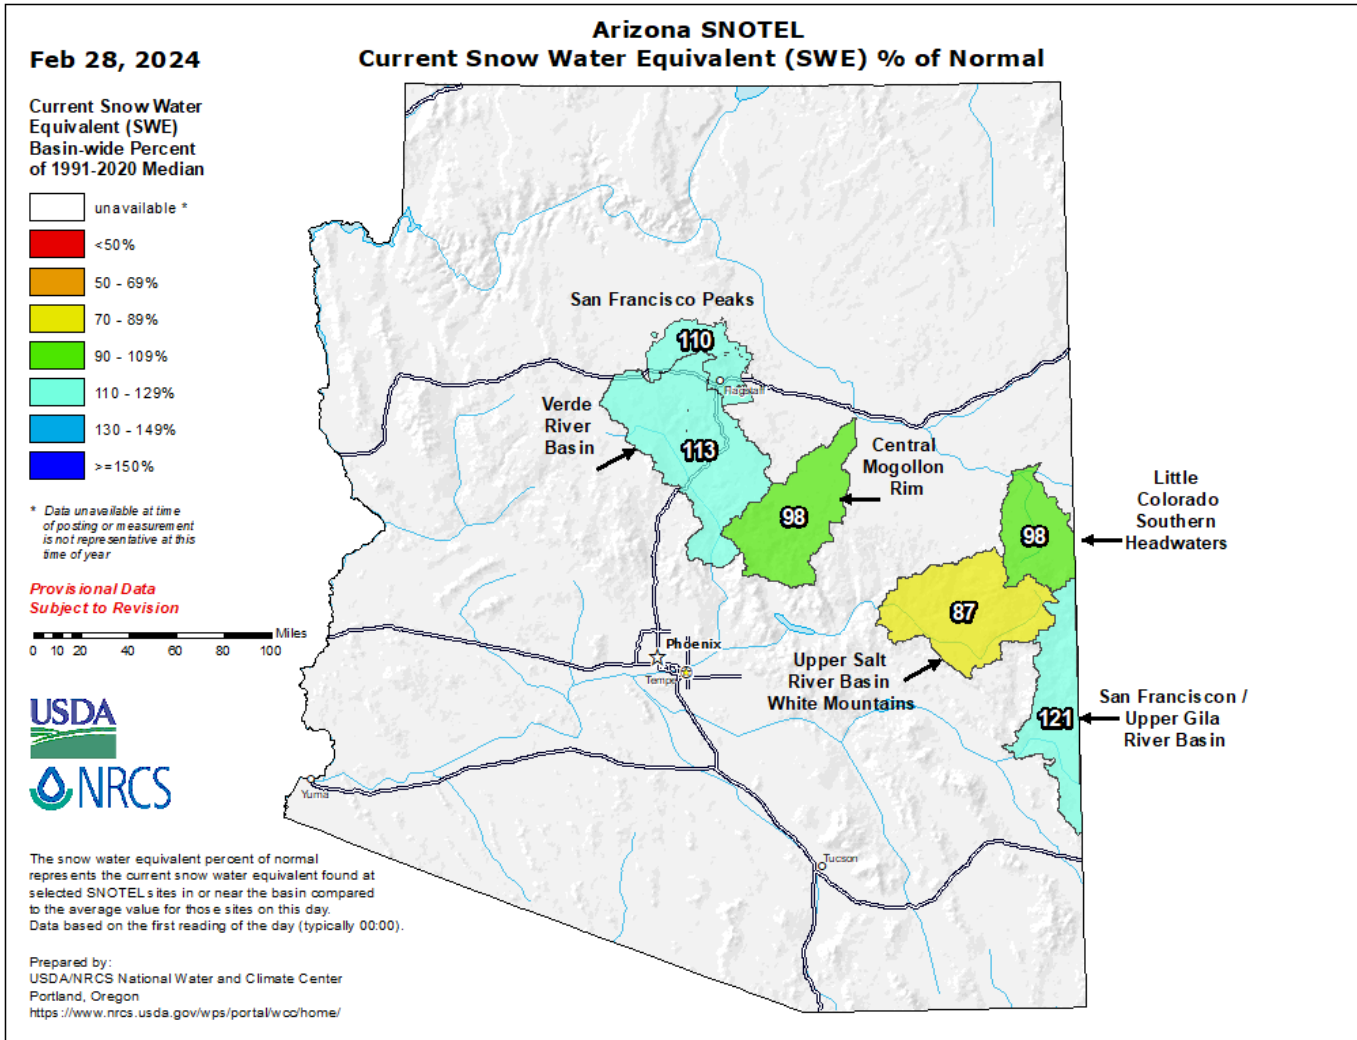 Arizona SNOTEL
Current Snow Water Equivalent (SWE) % of Normal
Feb 28, 2024
Current Snow Water
Equivalent (SWE)
Basin-wide Percent
of 1991-2020 Median
unavailable *
<50%
50 - 69%
70 - 89%
90 - 109%
110 - 129%
130 - 149%
>=150%
* Data unavailable at time
of posting or measurement
is not representative at this
time of year
Provisional Data
Subject to Revision
Miles
0 10 20 40 60 80 100
USDA
NRCS
The snow water equivalent percent of normal
represents the current snow water equivalent found at
selected SNOTEL sites in or near the basin compared
to the average value for those sites on this day.
Data based on the first reading of the day (typically 00:00).
Prepared by:
USDA/NRCS National Water and Climate Center
Portland, Oregon
https://www.nrcs.usda.gov/wps/portal/wcc/home/
San Francisco Peaks
110
Flagstaff
Verde
River
Basin
113
Central
Mogollon
Rim
98
Little
Colorado
Southern
Headwaters
98
87
Upper Salt
River Basin
White Mountains
San Franciscon /
Upper Gila
River Basin
121
Phoenix
Tempe
Yuma
Tucson